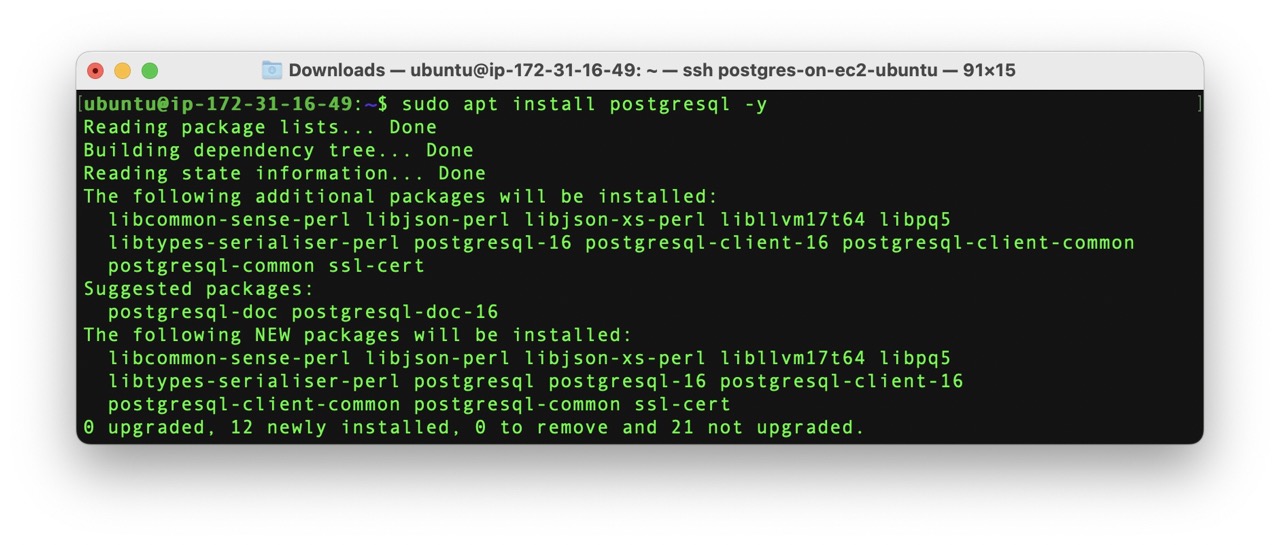 Downloads — ubuntu@ip-172-31-16-49: ~ — ssh postgres-on-ec2-ubuntu — 91×15
[ubuntu@ip-172-31-16-49:~$ sudo apt install postgresql -y ]
Reading package lists... Done
Building dependency tree... Done
Reading state information... Done
The following additional packages will be installed:
  libcommon-sense-perl libjson-perl libjson-xs-perl libllvm17t64 libpq5
  libtypes-serialiser-perl postgresql-16 postgresql-client-16 postgresql-client-common
  postgresql-common ssl-cert
Suggested packages:
  postgresql-doc postgresql-doc-16
The following NEW packages will be installed:
  libcommon-sense-perl libjson-perl libjson-xs-perl libllvm17t64 libpq5
  libtypes-serialiser-perl postgresql postgresql-16 postgresql-client-16
  postgresql-client-common postgresql-common ssl-cert
0 upgraded, 12 newly installed, 0 to remove and 21 not upgraded.